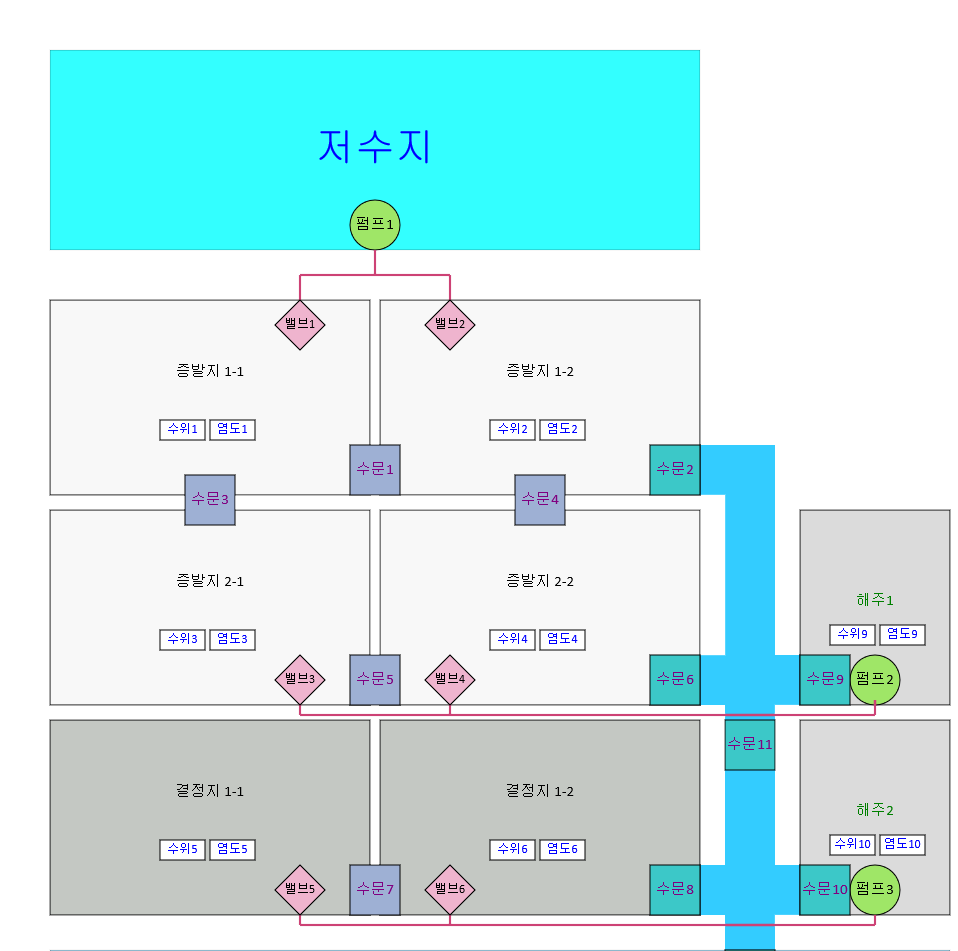 저수지
펌프1
밸브1
밸브2
증발지 1-1
증발지 1-2
수위1
염도1
수위2
염도2
수문1
수문2
수문3
수문4
증발지 2-1
증발지 2-2
해주1
수위3
염도3
수위4
염도4
수위9
염도9
밸브3
수문5
밸브4
수문6
수문9
펌프2
수문11
결정지 1-1
결정지 1-2
해주2
수위5
염도5
수위6
염도6
수위10
염도10
밸브5
수문7
밸브6
수문8
수문10
펌프3